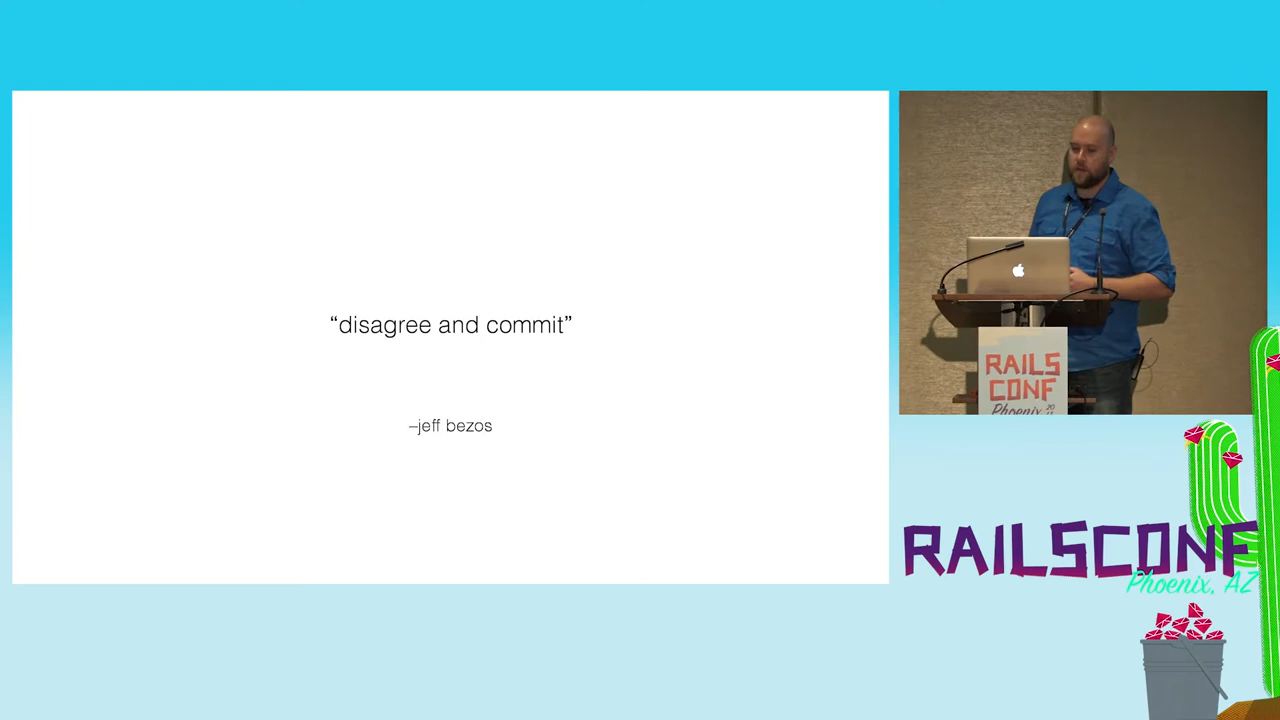 “disagree and commit”
–jeff bezos
RAILS
CONF
Phoenix
RAILSCONF
Phoenix, AZ